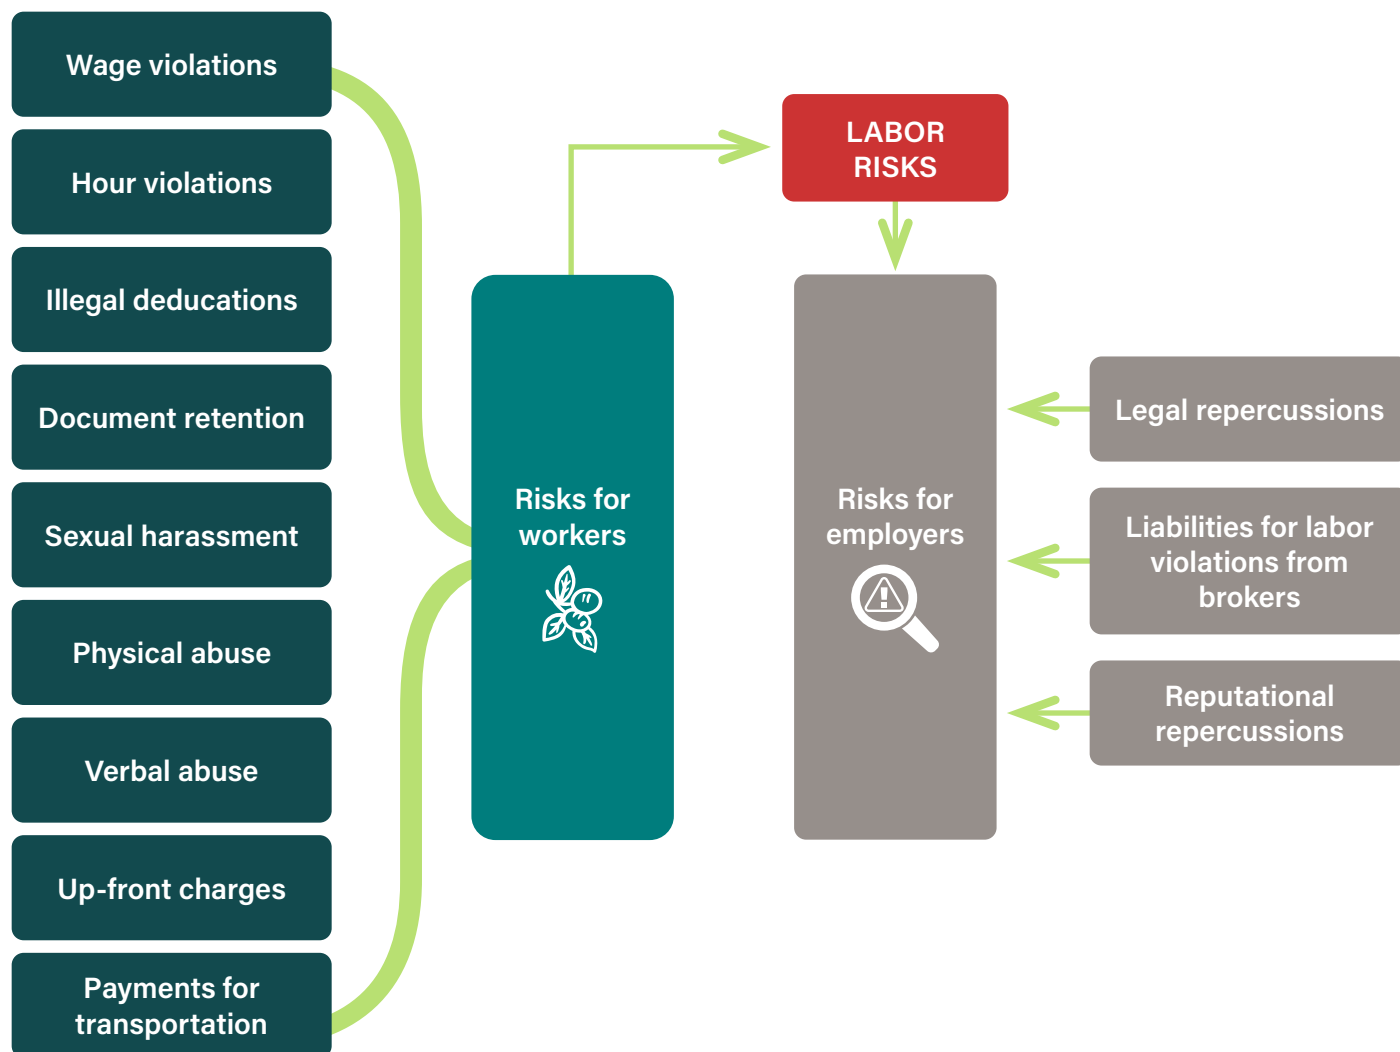 Wage violations
Hour violations
Illegal deducations
Document retention
Sexual harassment
Physical abuse
Verbal abuse
Up-front charges
Payments for
transportation
Risks for
workers
LABOR
RISKS
Risks for
employers
Legal repercussions
Liabilities for labor
violations from
brokers
Reputational
repercussions